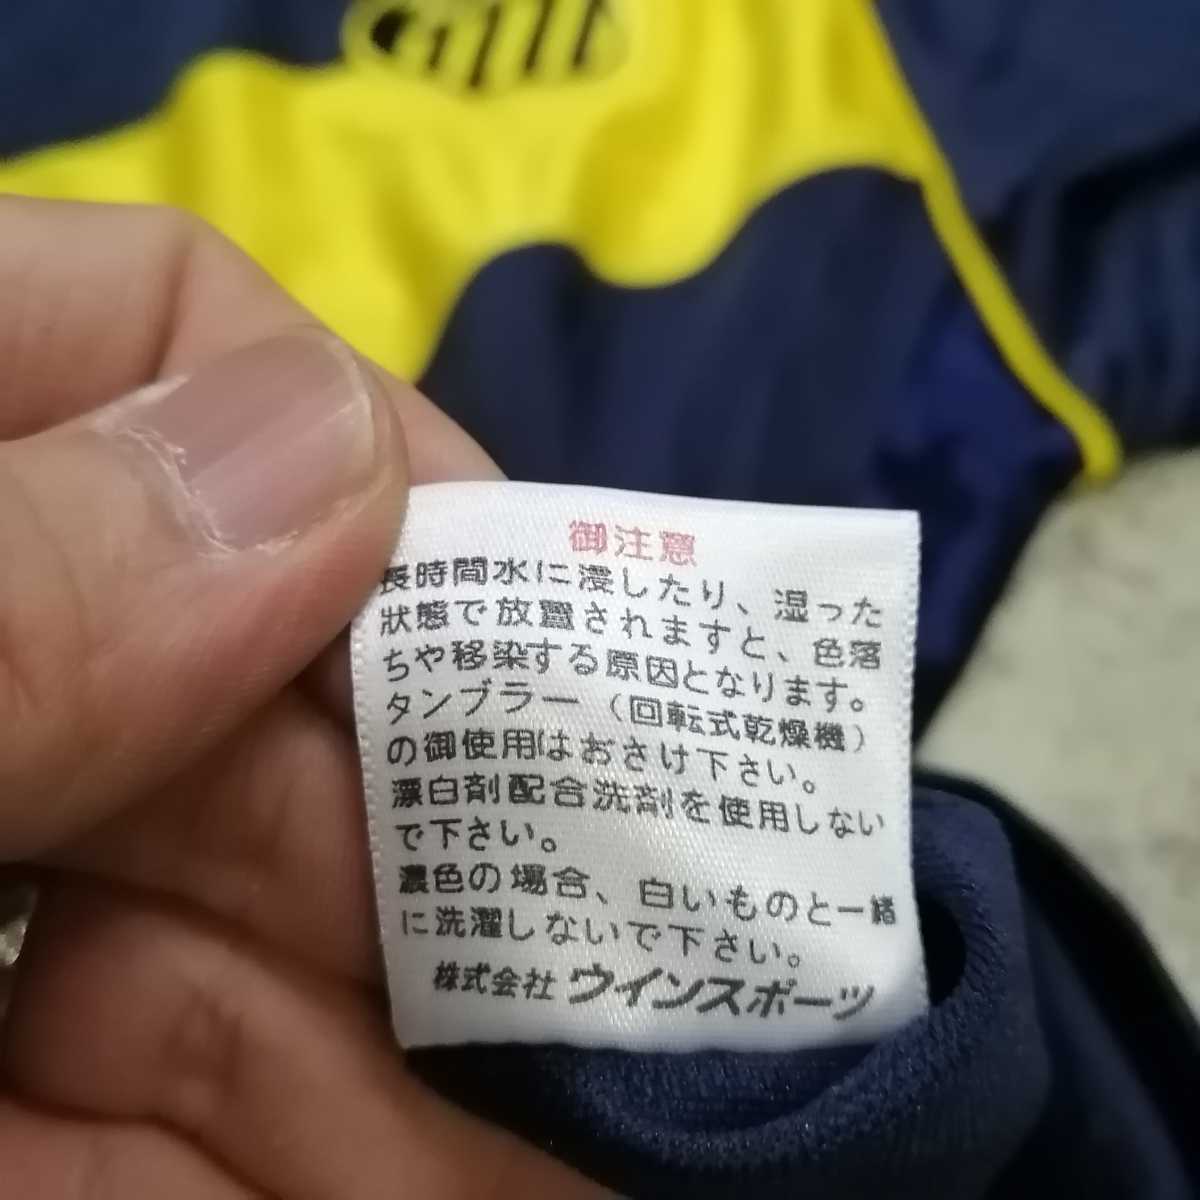 御注意
長時間水に浸したり、湿った
狀態で放置されますと、色落
ちや移染する原因となります。
タンブラー（回転式乾燥機）
の御使用はおさけ下さい。
漂白剤配合洗剤を使用しない
で下さい。
濃色の場合、白いものと一緒
に洗濯しないで下さい。
株式会社 ウインスポーツ